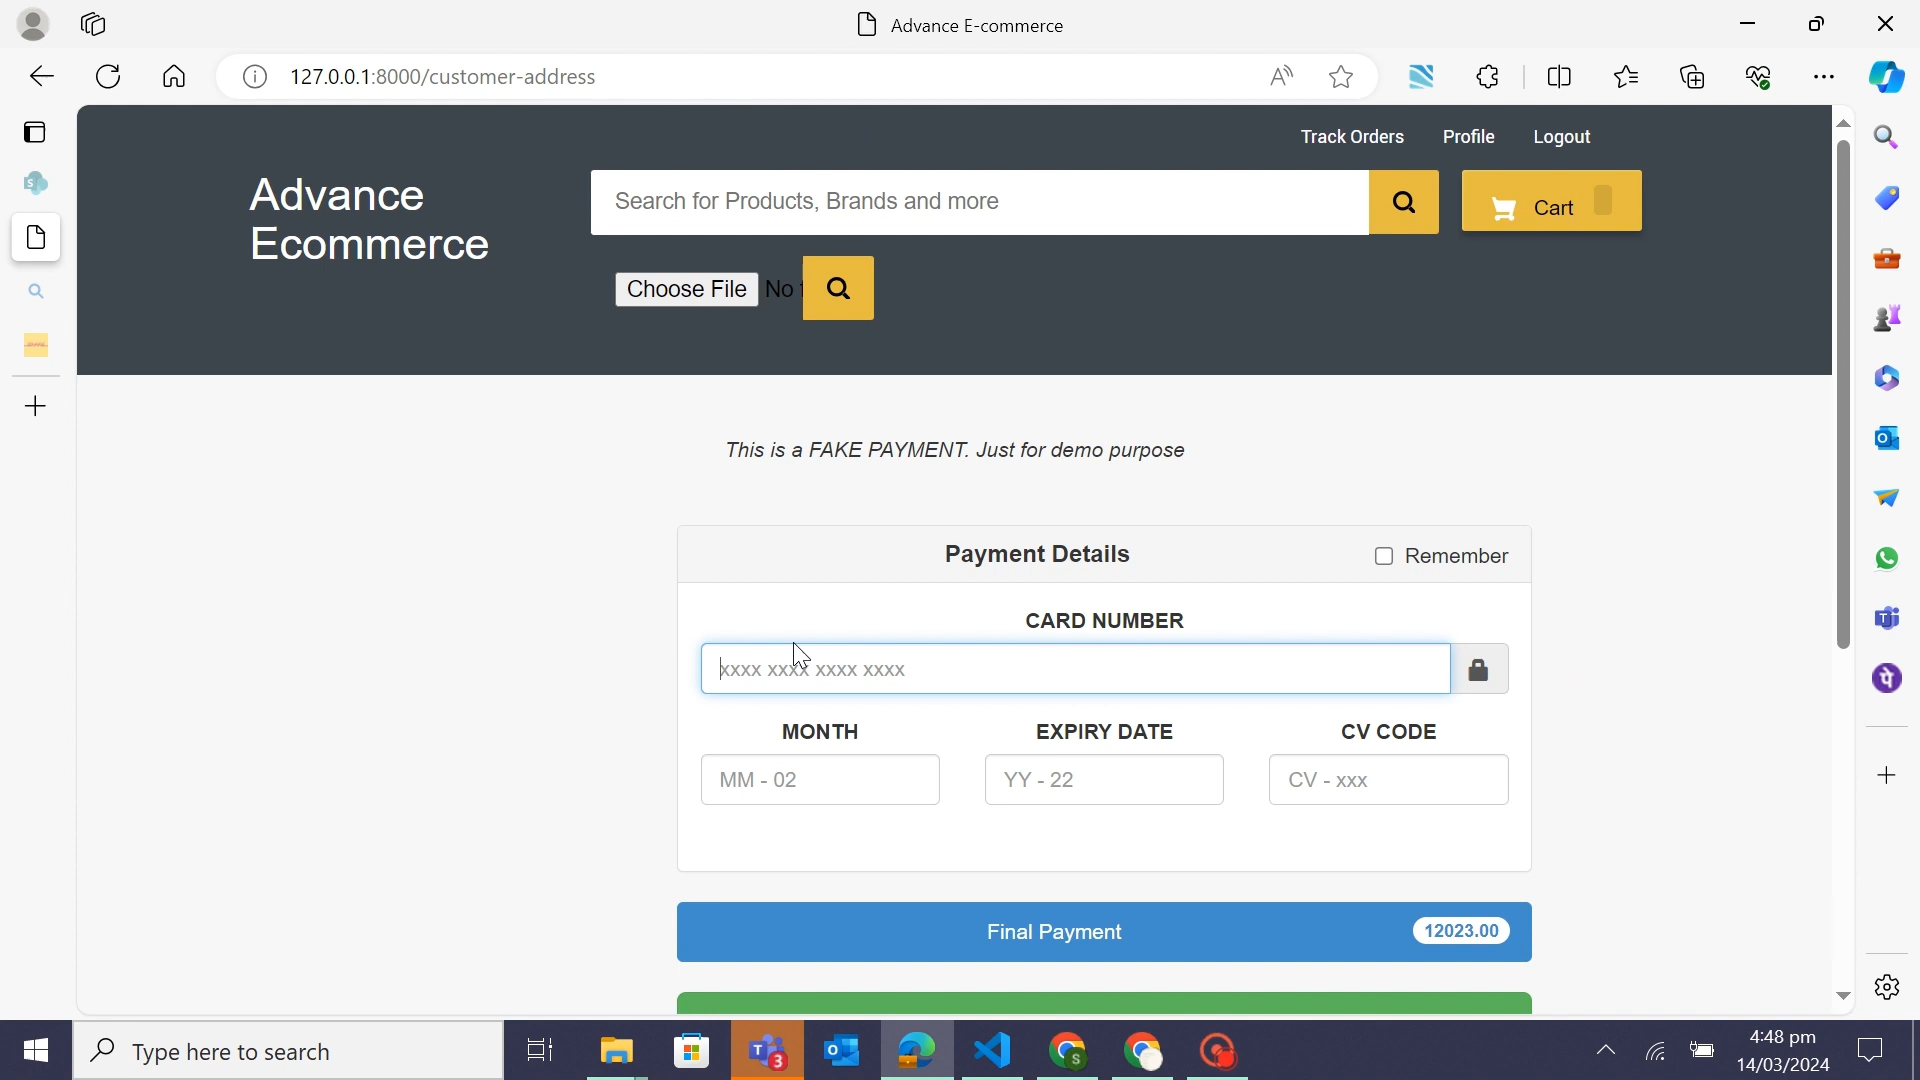 Advance E-commerce
127.0.0.1:8000/customer-address
Track Orders Profile Logout
Advance
Ecommerce
Search for Products, Brands and more
Cart
Choose File No
This is a FAKE PAYMENT. Just for demo purpose
Payment Details
Remember
CARD NUMBER
xxxx xxxx xxxx xxxx
MONTH EXPIRY DATE CV CODE
MM - 02 YY - 22 CV - xxx
Final Payment 12023.00
Type here to search
3
S
4:48 pm
14/03/2024